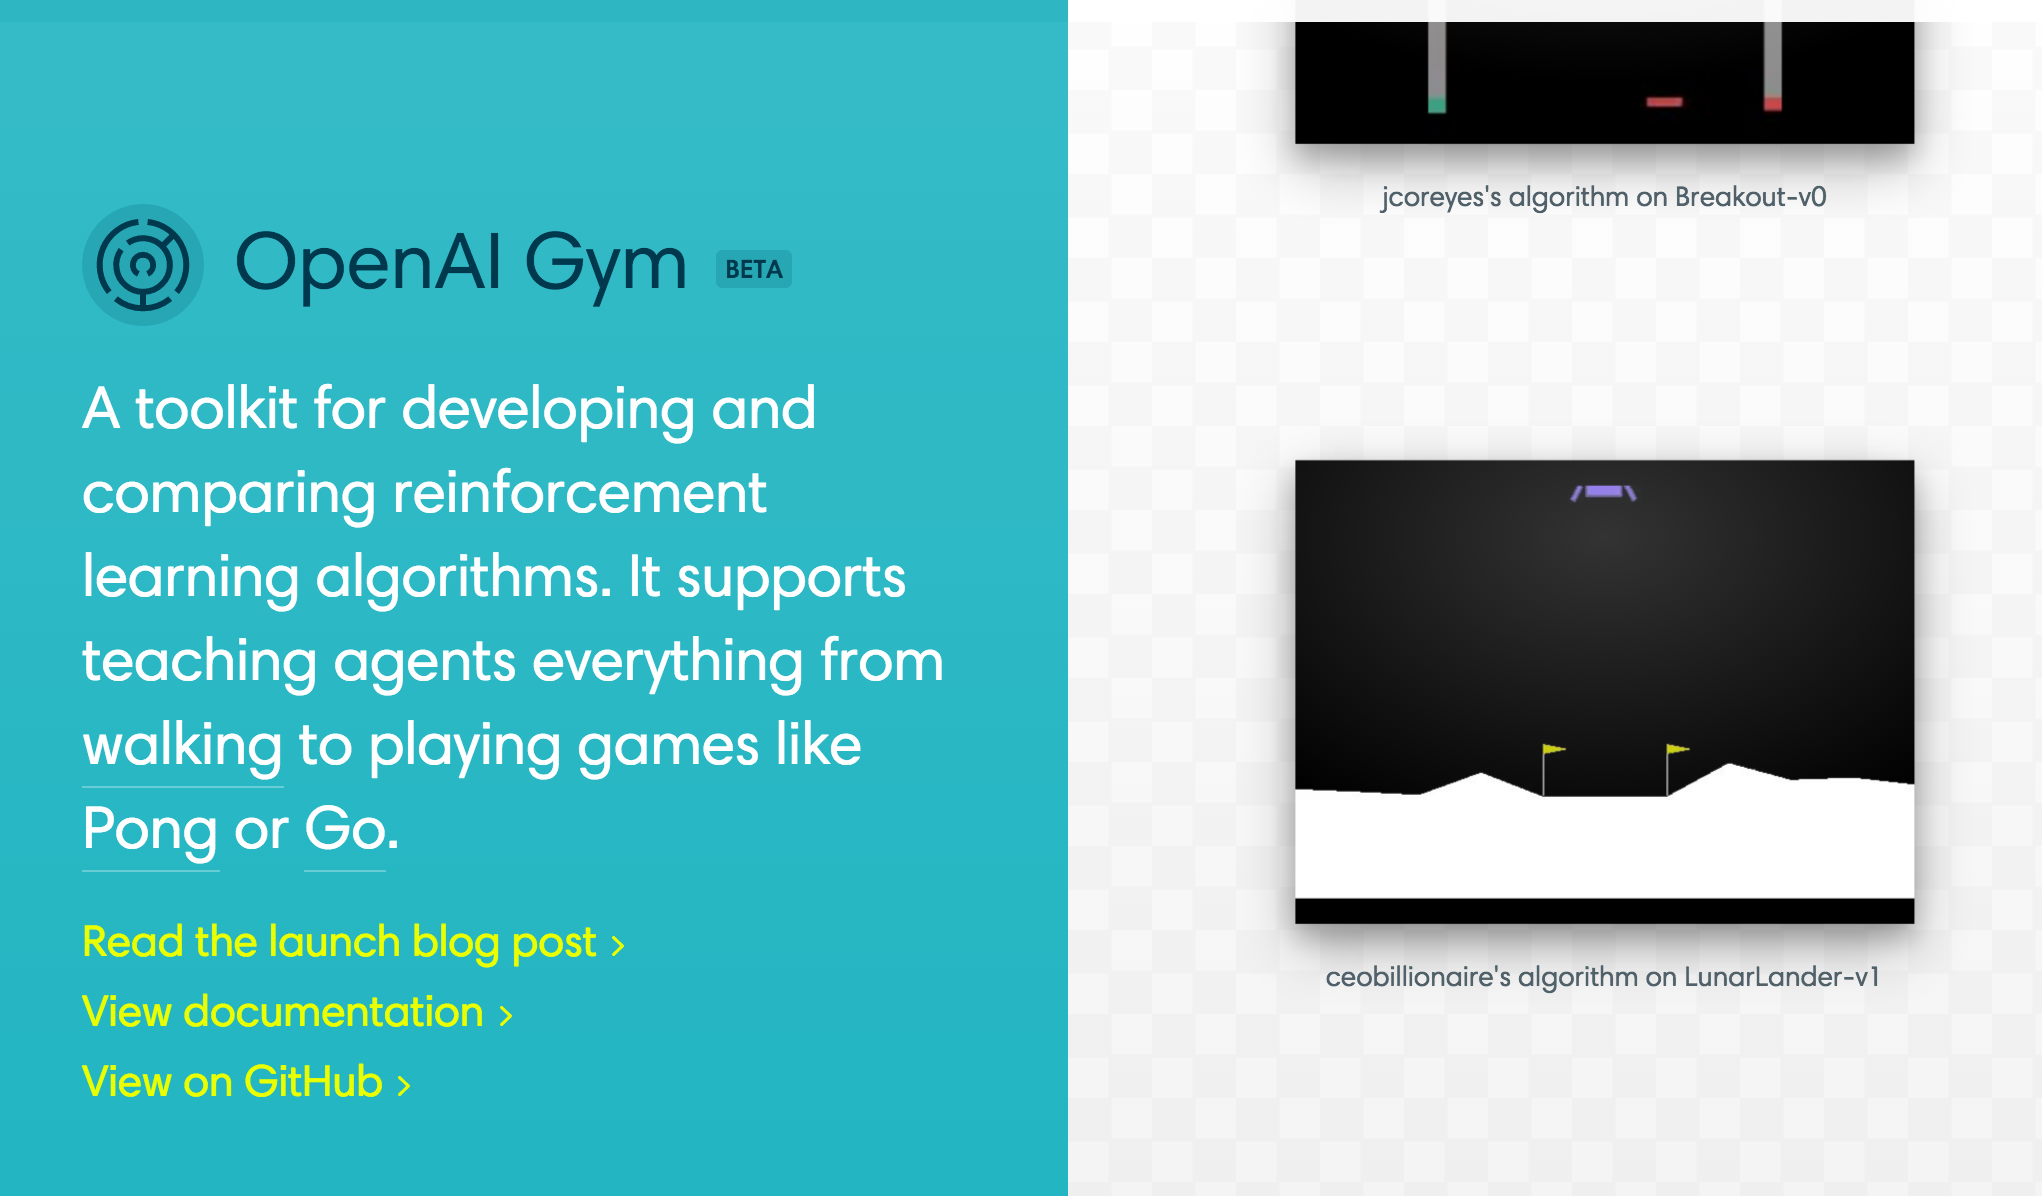 OpenAI Gym BETA
A toolkit for developing and
comparing reinforcement
learning algorithms. It supports
teaching agents everything from
walking to playing games like
Pong or Go.
Read the launch blog post ›
View documentation ›
View on GitHub ›
jcoreyes's algorithm on Breakout-v0
ceobillionaire's algorithm on LunarLander-v1